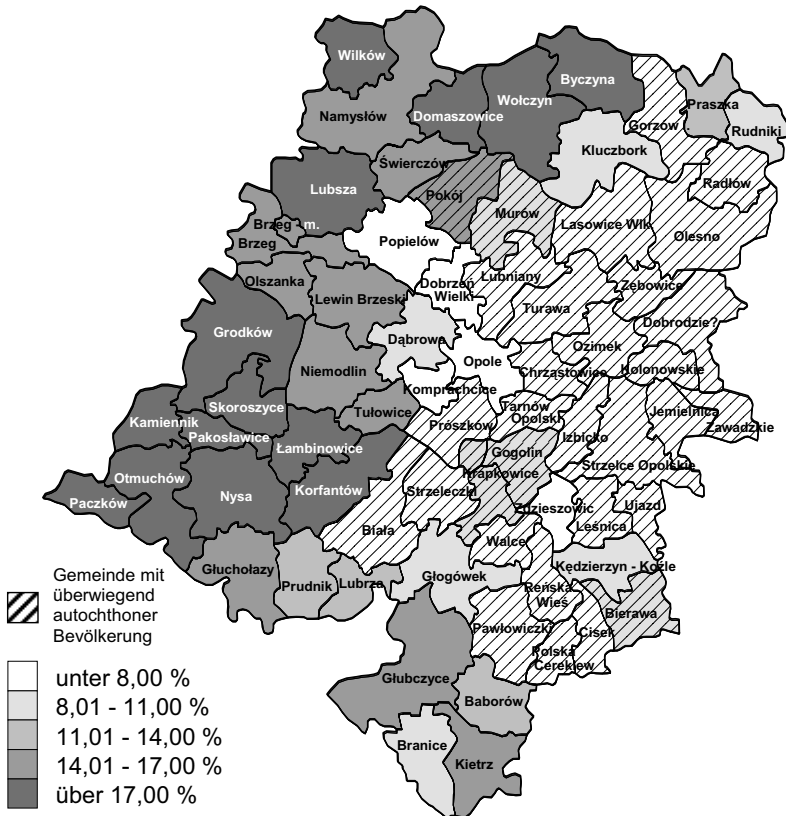 Wilków
Byczyna
Wołczyn
Praszka
Domaszowice
Namysłów
Gorzów
Rudniki
Kluczbork
Świerczów
Lubsza
Pokój
Radłów
Murów
Brzeg - m.
Lasowice Wlk.
Brzeg
Popielów
Olesno
Olszanka
Dobrzeń
Wielki
Lubniany
Zębowice
Lewin Brzeski
Turawa
Dobrodzie?
Grodków
Dąbrowa
Ozimek
Opole
Niemodlin
Chrząstowice
Kolonowskie
Komprachcice
Skoroszyce
Tułowice
Tarnów
Opolski
Jemielnica
Kamiennik
Prószków
Zawadzkie
Pakosławice
Izbicko
Łambinowice
Gogolin
Strzelce Opolskie
Otmuchów
Krapkowice
Paczków
Nysa
Korfantów
Strzeleczki
Zdzieszowic
Ujazd
Leśnica
Biała
Walce
Głuchołazy
Prudnik
Lubrza
Głogówek
Kędzierzyn - Koźle
Reńska
Wieś
Bierawa
Pawłowiczki
Cisek
Polska
Cerekiew
Głubczyce
Baborów
Branice
Kietrz
Gemeinde mit
überwiegend
autochthoner
Bevölkerung
unter 8,00 %
8,01 - 11,00 %
11,01 - 14,00 %
14,01 - 17,00 %
über 17,00 %